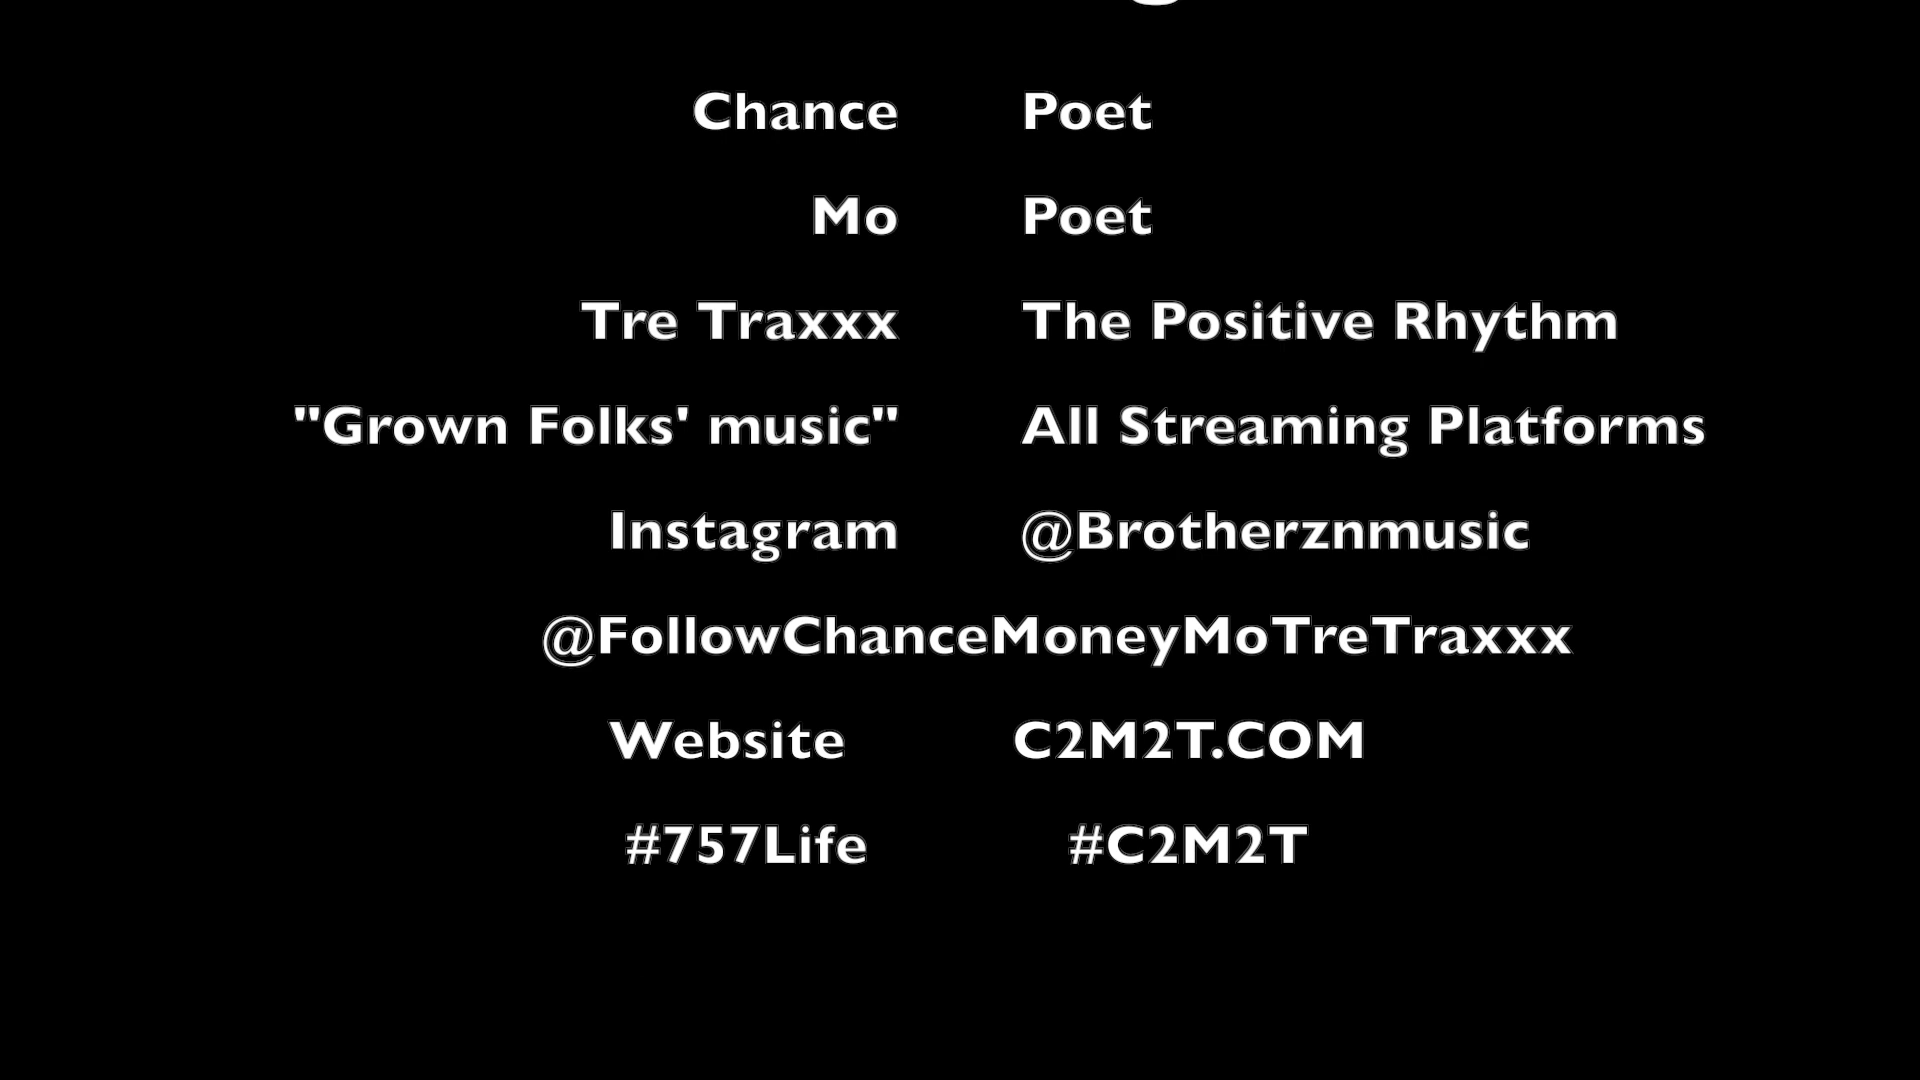 Chance Poet
Mo Poet
Tre Traxxx The Positive Rhythm
"Grown Folks' music" All Streaming Platforms
Instagram @Brotherznmusic
@FollowChanceMoneyMoTreTraxxx
Website C2M2T.COM
#757Life #C2M2T